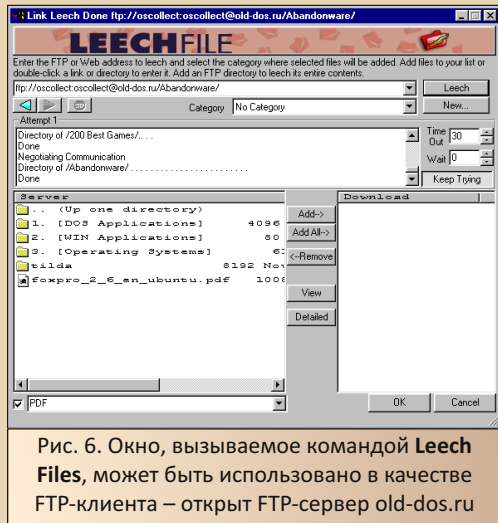 Link Leech Done ftp://oscollect:oscollect@old-dos.ru/Abandonware/
LEECHFILE
Enter the FTP or Web address to leech and select the category where selected files will be added. Add files to your list or
double-click a link or directory to enter it. Add an FTP directory to leech its entire contents.
ftp://oscollect:oscollect@old-dos.ru/Abandonware/ Leech
Category No Category New...
Attempt 1
Directory of /200 Best Games/.. . .
Done
Negotiating Communication
Directory of /Abandonware/ . . . . . . . . . . . . . . . . . . . . . . .
Done
Time Out 30
Wait 0
Keep Trying
Server
.. (Up one directory)
1. [DOS Applications] 4096
2. [WIN Applications] 80
3. [Operating Systems]
tilda 8192 Nov
foxpro_2_6_en_ubuntu.pdf 1008
Add-->
Add All-->
<--Remove
View
Detailed
Download
PDF
OK Cancel
Рис. 6. Окно, вызываемое командой Leech
Files, может быть использовано в качестве
FTP-клиента – открыт FTP-сервер old-dos.ru